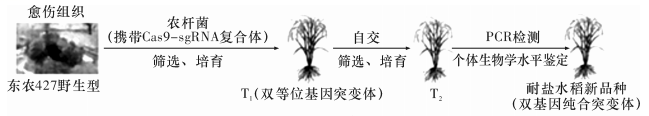 愈伤组织
东农427野生型
农杆菌
(携带Cas9-sgRNA复合体)
筛选、培育
T₁(双等位基因突变体)
自交
筛选、培育
T₂
PCR检测
个体生物学水平鉴定
耐盐水稻新品种
(双基因纯合突变体)